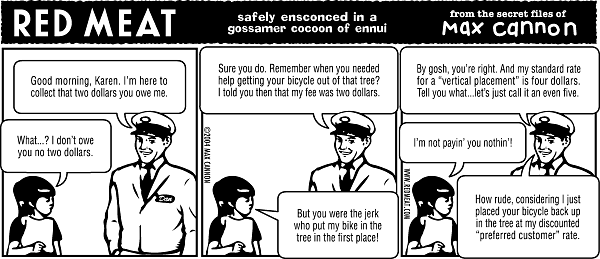 RED MEAT
safely ensconced in a
gossamer cocoon of ennui
from the secret files of
Max cannon
Good morning, Karen. I'm here to
collect that two dollars you owe me.
What...? I don't owe
you no two dollars.
Dan
©2004 MAX CANNON
Sure you do. Remember when you needed
help getting your bicycle out of that tree?
I told you then that my fee was two dollars.
But you were the jerk
who put my bike in the
tree in the first place!
WWW.REDMEAT.COM
By gosh, you're right. And my standard rate
for a “vertical placement” is four dollars.
Tell you what...let's just call it an even five.
I'm not payin' you nothin'!
How rude, considering I just
placed your bicycle back up
in the tree at my discounted
“preferred customer” rate.